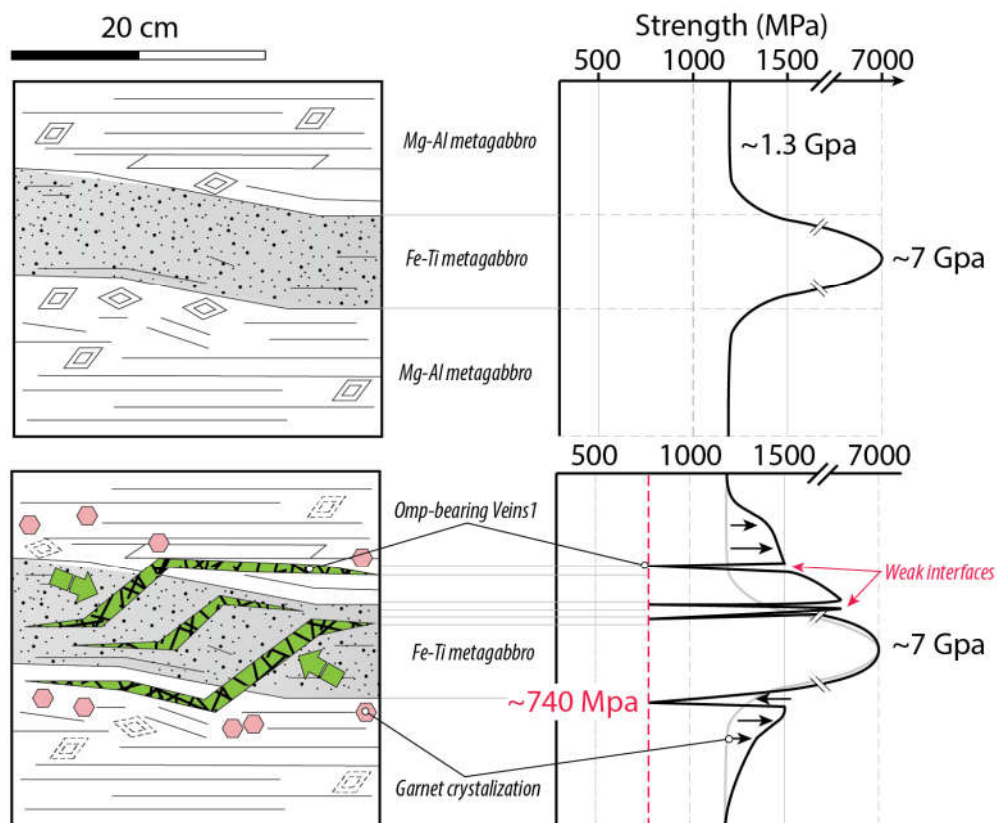 20 cm
Strength (MPa)
500 1000 1500 7000
Mg-Al metagabbro
~1.3 Gpa
Fe-Ti metagabbro
~7 Gpa
Mg-Al metagabbro
500 1000 1500 7000
Omp-bearing Veins1
Weak interfaces
Fe-Ti metagabbro
~7 Gpa
~740 Mpa
Garnet crystalization